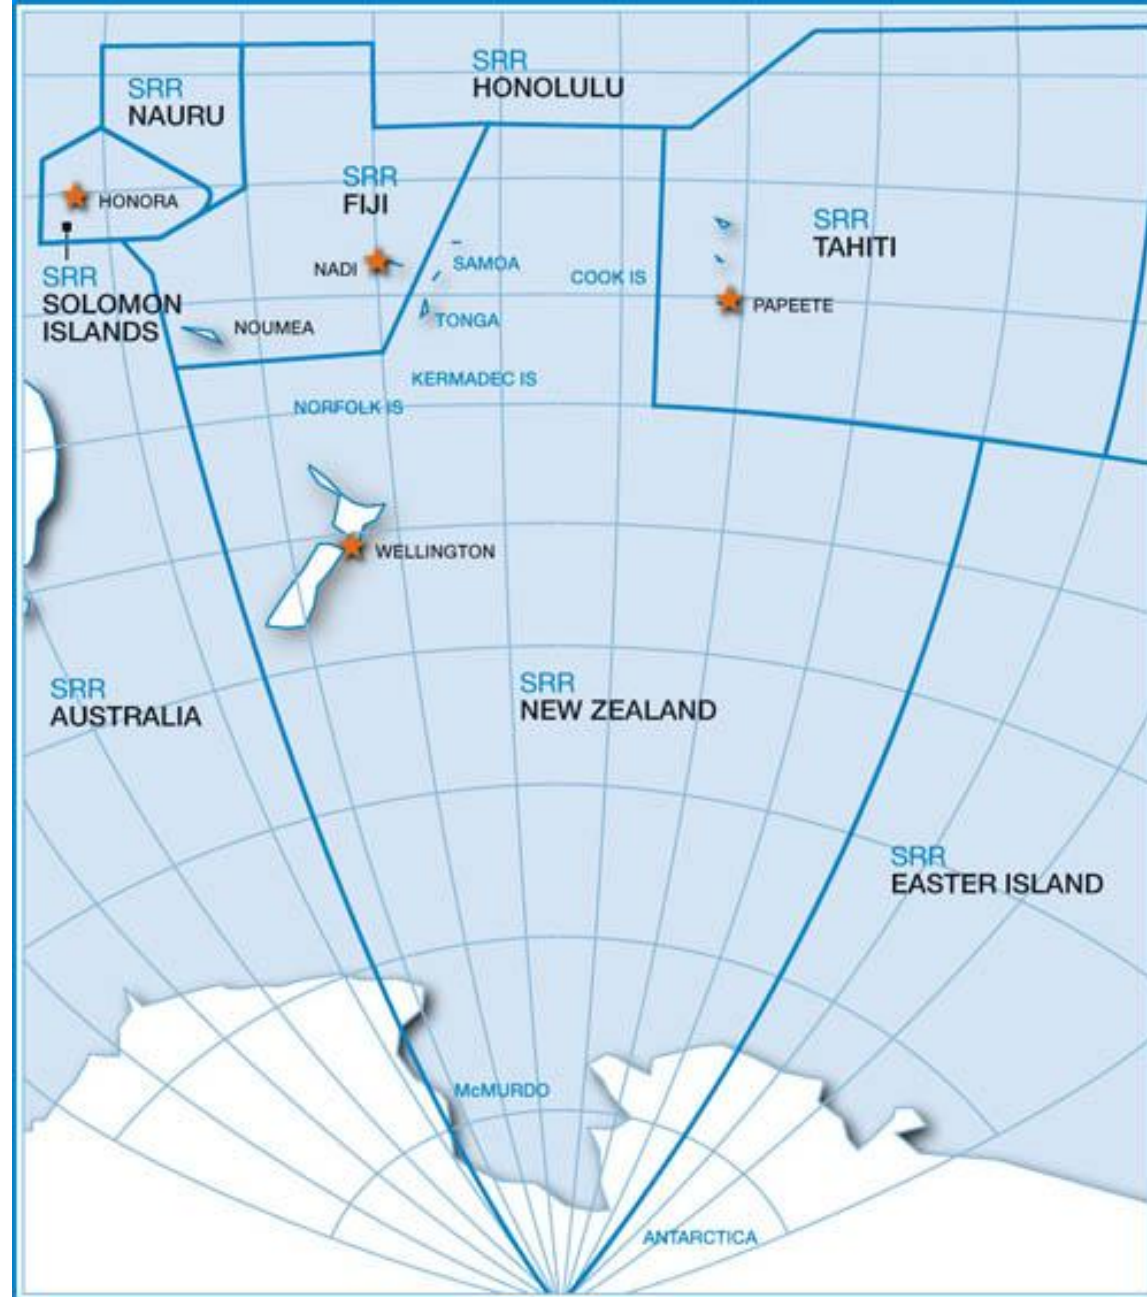 SRR
HONOLULU
SRR
NAURU
SRR
FIJI
HONORA
SRR
TAHITI
NADI
SAMOA
COOK IS
SRR
SOLOMON
ISLANDS
PAPEETE
NOUMEA
TONGA
KERMADEC IS
NORFOLK IS
WELLINGTON
SRR
AUSTRALIA
SRR
NEW ZEALAND
SRR
EASTER ISLAND
McMURDO
ANTARCTICA